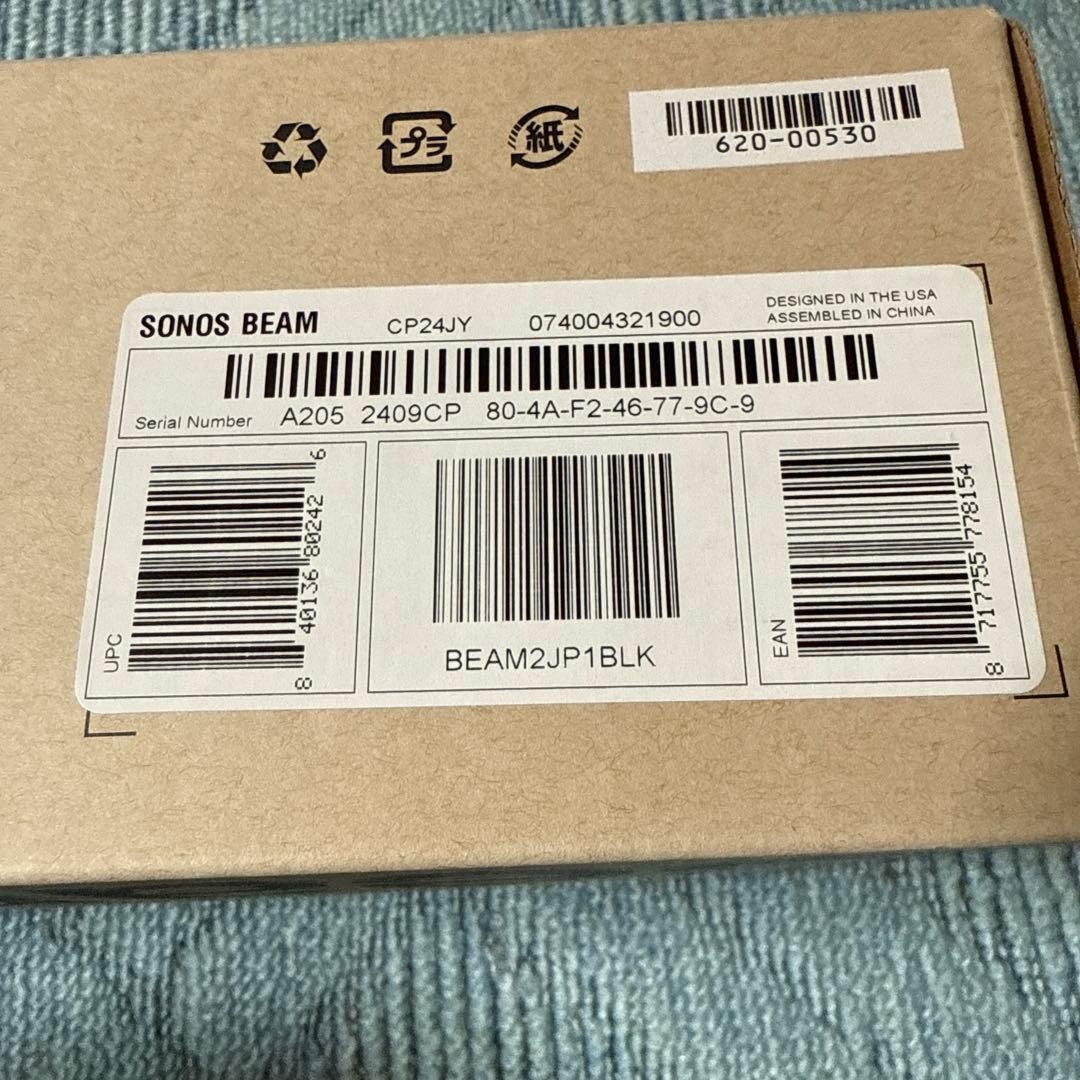 プラ
紙
620-00530
SONOS BEAM CP24JY 074004321900
DESIGNED IN THE USA
ASSEMBLED IN CHINA
Serial Number A205 2409CP 80-4A-F2-46-77-9C-9
UPC 8 40136 80242 6
BEAM2JP1BLK
EAN 8 717755 778154